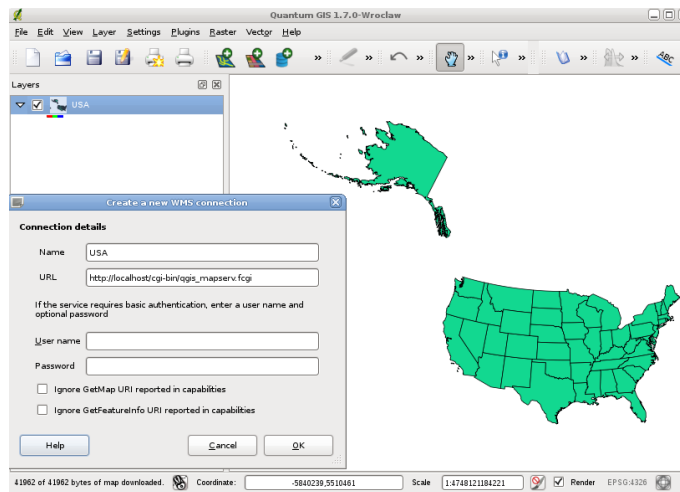 Quantum GIS 1.7.0-Wroclaw
File Edit View Layer Settings Plugins Raster Vector Help
» » » » » » ABC
Layers
USA
Create a new WMS connection
Connection details
Name USA
URL http://localhost/cgi-bin/qgis_mapserv.fcgi
If the service requires basic authentication, enter a user name and
optional password
User name
Password
Ignore GetMap URI reported in capabilities
Ignore GetFeatureInfo URI reported in capabilities
Help Cancel OK
41962 of 41962 bytes of map downloaded. Coordinate: -5840239,5510461 Scale 1:4748121184221 Render EPSG:4326